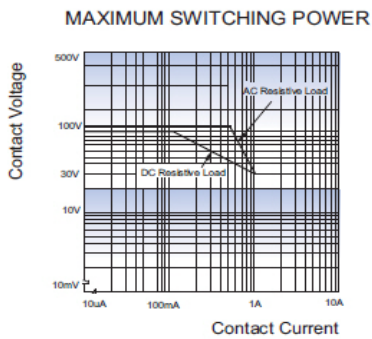 MAXIMUM SWITCHING POWER
Contact Voltage
500V
100V
30V
10V
10mV
AC Resistive Load
DC Resistive Load
10uA 100mA 1A 10A
Contact Current